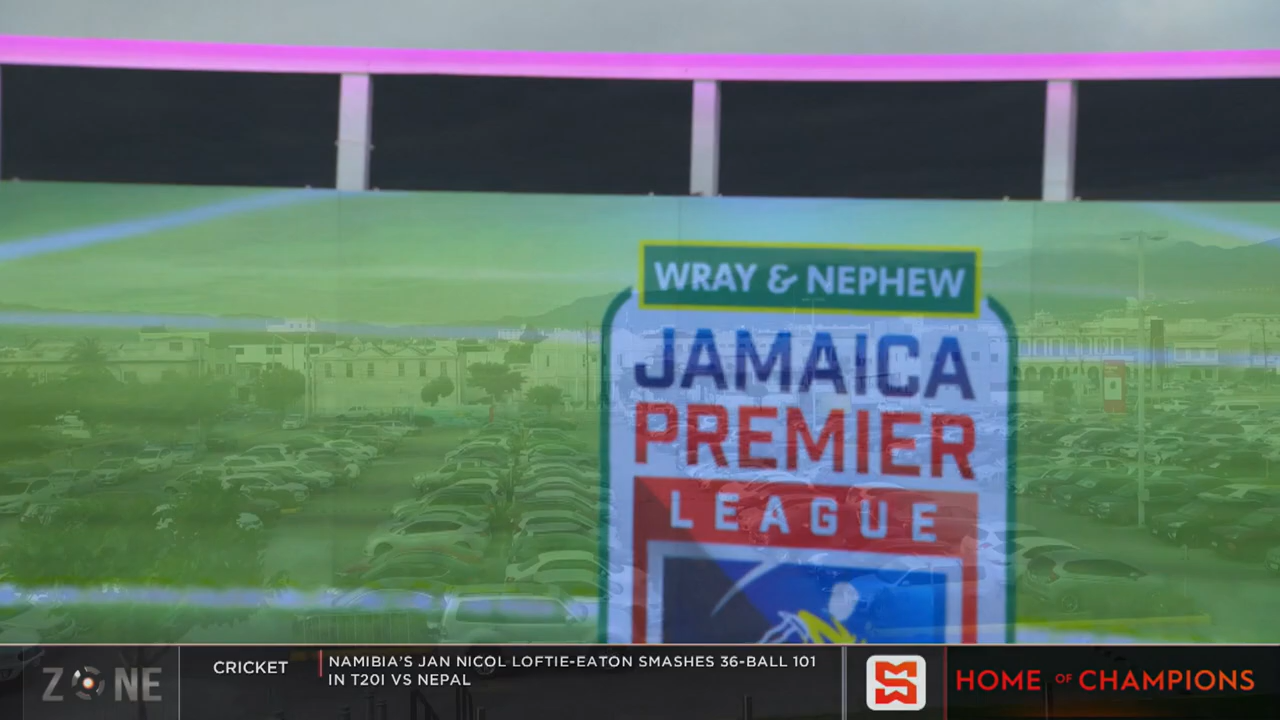 WRAY & NEPHEW
JAMAICA
PREMIER
LEAGUE
ZONE
CRICKET
NAMIBIA'S JAN NICOL LOFTIE-EATON SMASHES 36-BALL 101
IN T20I VS NEPAL
HOME OF CHAMPIONS